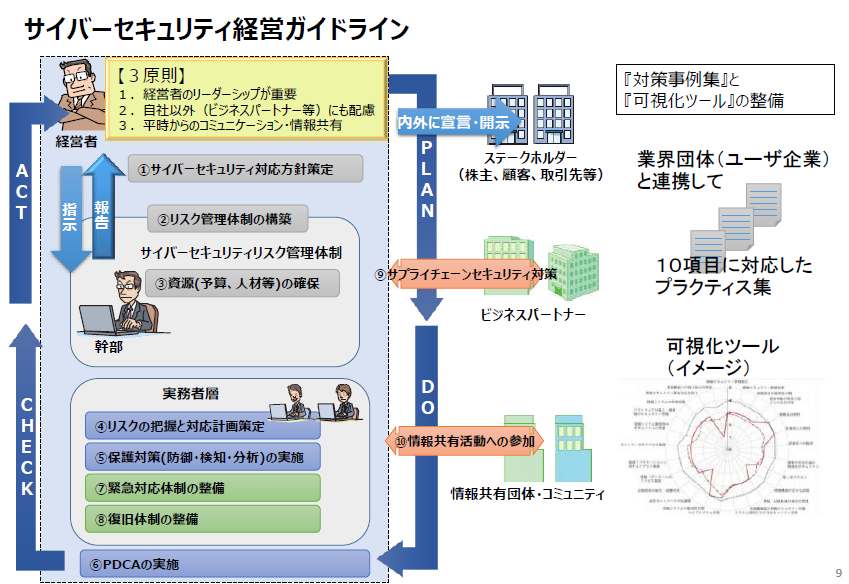 サイバーセキュリティ経営ガイドライン
【3原則】
1．経営者のリーダーシップが重要
2．自社以外（ビジネスパートナー等）にも配慮
3．平時からのコミュニケーション・情報共有
経営者
ACT
PLAN
DO
CHECK
指示
報告
①サイバーセキュリティ対応方針策定
②リスク管理体制の構築
サイバーセキュリティリスク管理体制
③資源(予算、人材等)の確保
幹部
実務者層
④リスクの把握と対応計画策定
⑤保護対策(防御・検知・分析)の実施
⑦緊急対応体制の整備
⑧復旧体制の整備
⑥PDCAの実施
内外に宣言・開示
ステークホルダー
（株主、顧客、取引先等）
⑨サプライチェーンセキュリティ対策
ビジネスパートナー
⑩情報共有活動への参加
情報共有団体・コミュニティ
『対策事例集』と
『可視化ツール』の整備
業界団体（ユーザ企業）
と連携して
１０項目に対応した
プラクティス集
可視化ツール
（イメージ）
9